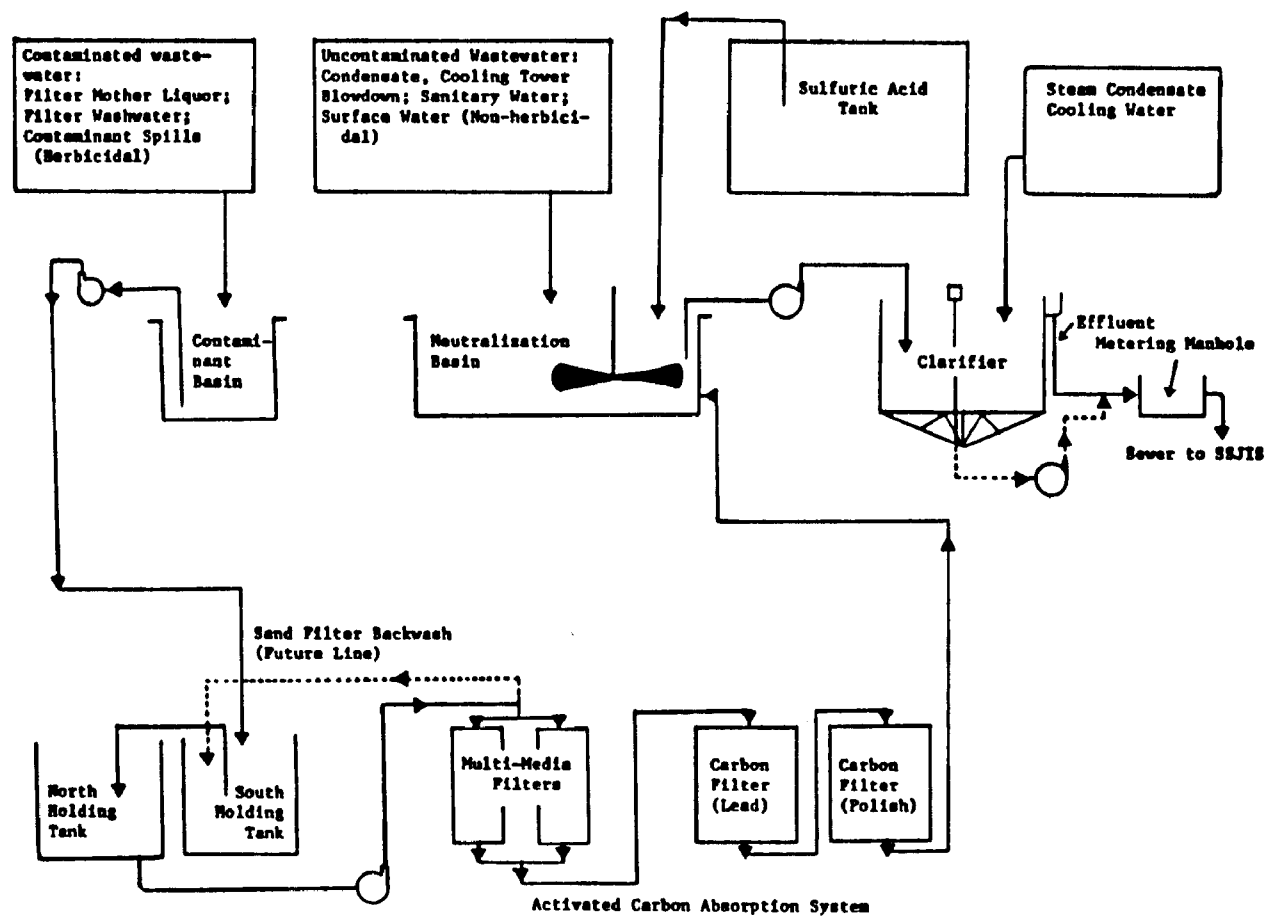 Contaminated waste-
water:
Filter Mother Liquor;
Filter Washwater;
Contaminant Spills
(Herbicidal)
Uncontaminated Wastewater:
Condensate, Cooling Tower
Blowdown; Sanitary Water;
Surface Water (Non-herbici-
dal)
Sulfuric Acid
Tank
Steam Condensate
Cooling Water
Contami-
nant
Basin
Neutralization
Basin
Clarifier
Effluent
Metering Manhole
Sewer to SSJIS
Sand Filter Backwash
(Future Line)
North
Holding
Tank
South
Holding
Tank
Multi-Media
Filters
Carbon
Filter
(Lead)
Carbon
Filter
(Polish)
Activated Carbon Absorption System